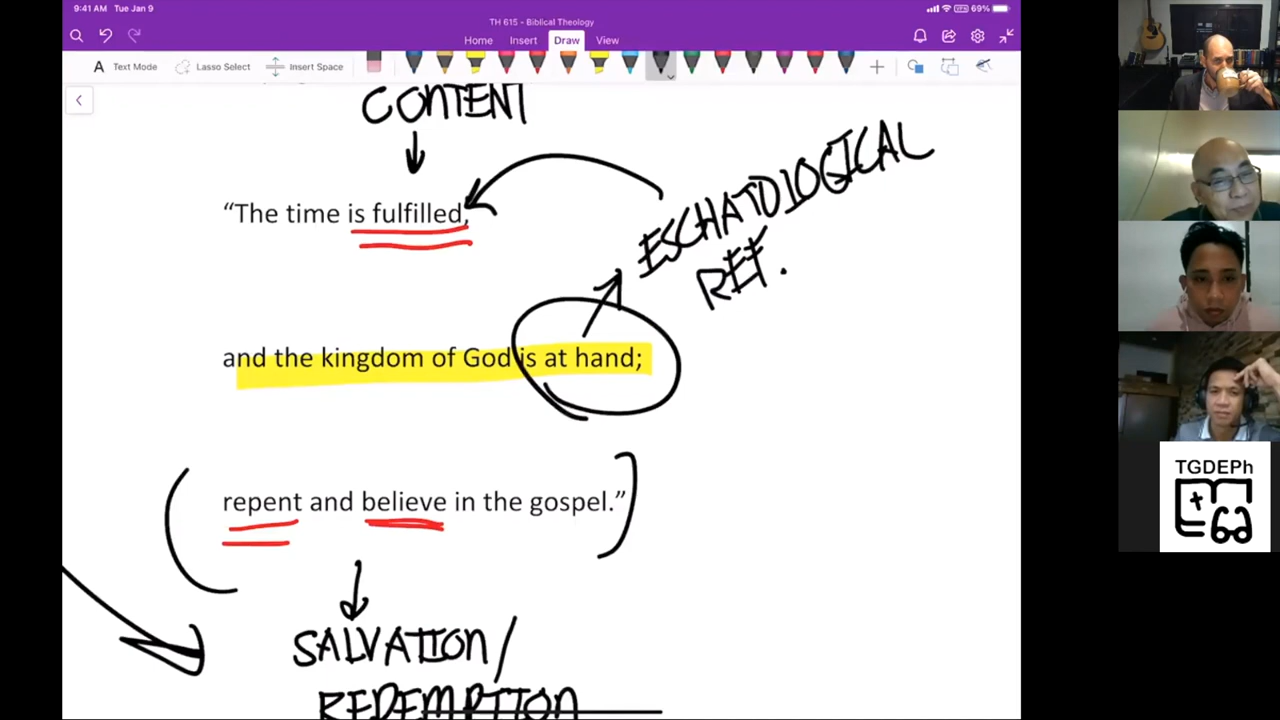 9:41 AM Tue Jan 9
VPN 69%
TH 615 - Biblical Theology
Home Insert Draw View
Text Mode Lasso Select Insert Space
CONTENT
“The time is fulfilled,
ESCHATOLOGICAL
REF.
and the kingdom of God is at hand;
repent and believe in the gospel.”
SALVATION/
REDEMPTION
TGDEPh